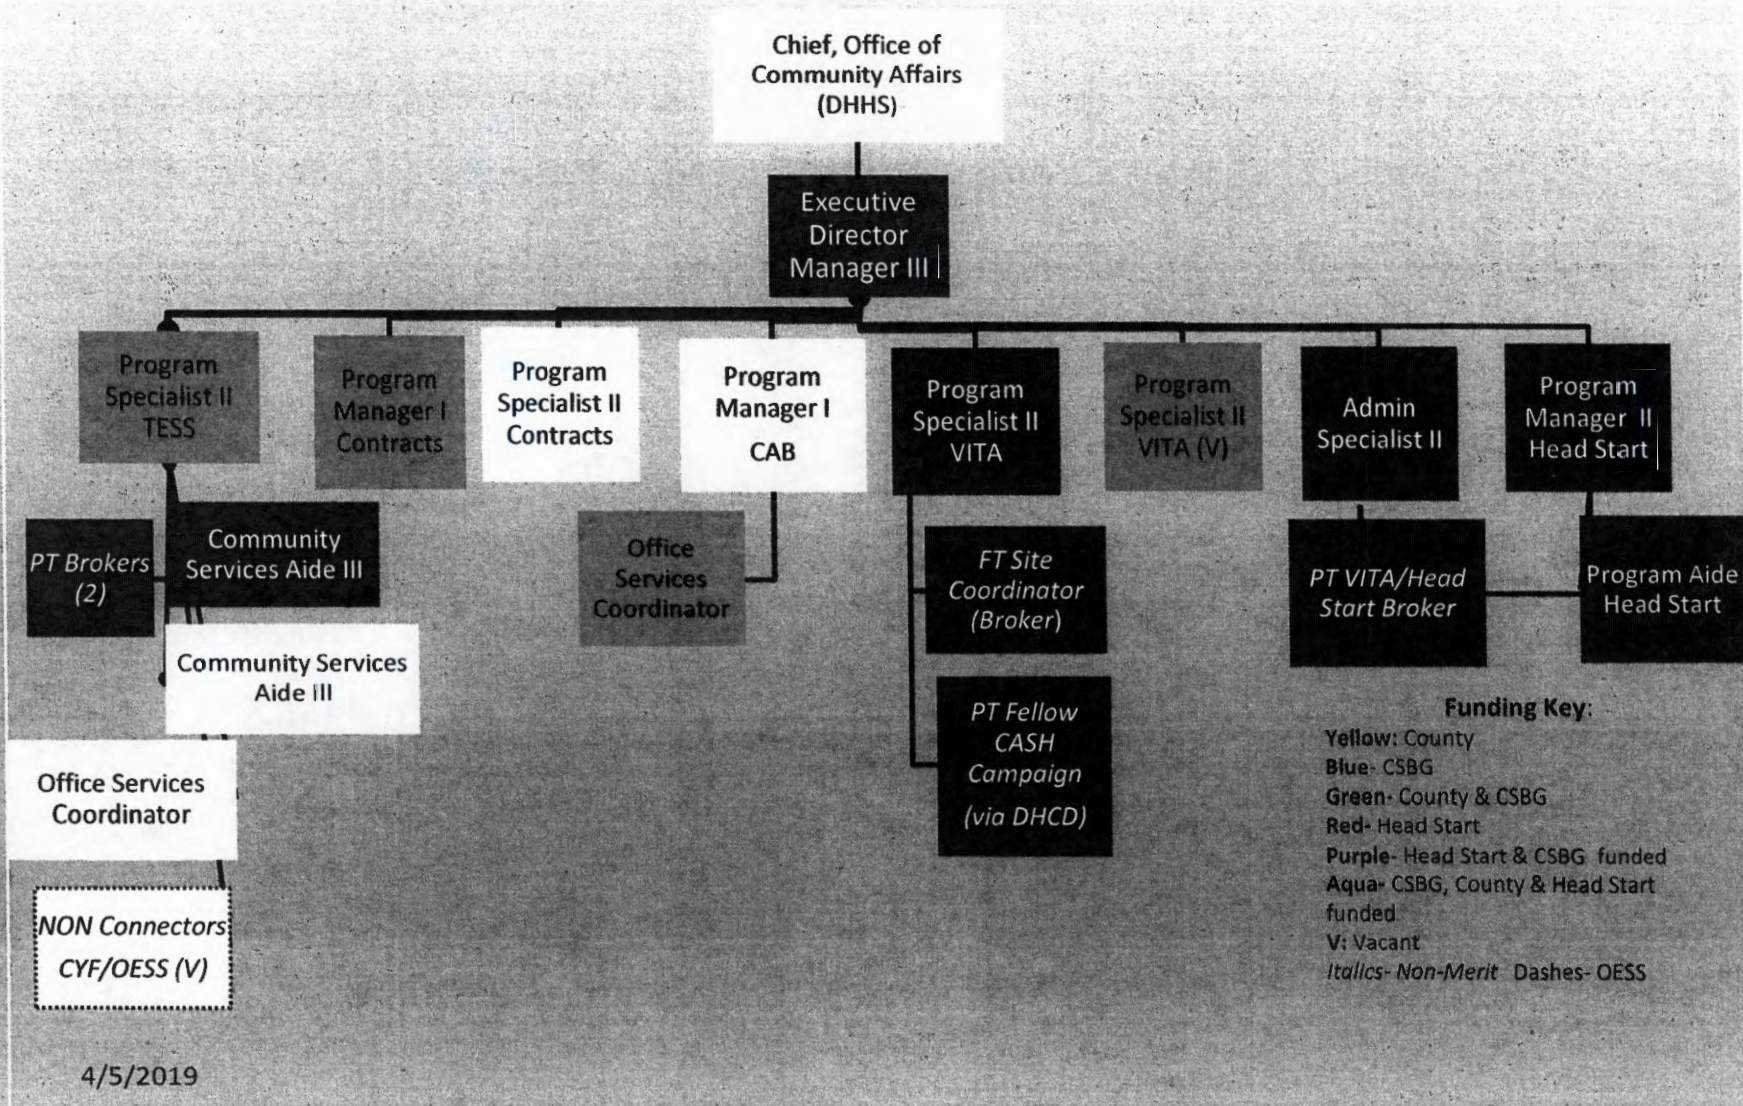 Chief, Office of
Community Affairs
(DHHS)
Executive
Director
Manager III
Program
Specialist II
TESS
Program
Manager I
Contracts
Program
Specialist II
Contracts
Program
Manager I
CAB
Program
Specialist II
VITA
Program
Specialist II
VITA (V)
Admin
Specialist II
Program
Manager II
Head Start
PT Brokers
(2)
Community
Services Aide III
Community Services
Aide III
Office Services
Coordinator
NON Connectors
CYF/OESS (V)
Office
Services
Coordinator
FT Site
Coordinator
(Broker)
PT Fellow
CASH
Campaign
(via DHCD)
PT VITA/Head
Start Broker
Program Aide
Head Start
Funding Key:
Yellow: County
Blue- CSBG
Green- County & CSBG
Red- Head Start
Purple- Head Start & CSBG funded
Aqua- CSBG, County & Head Start
funded
V: Vacant
Italics- Non-Merit Dashes- OESS
4/5/2019